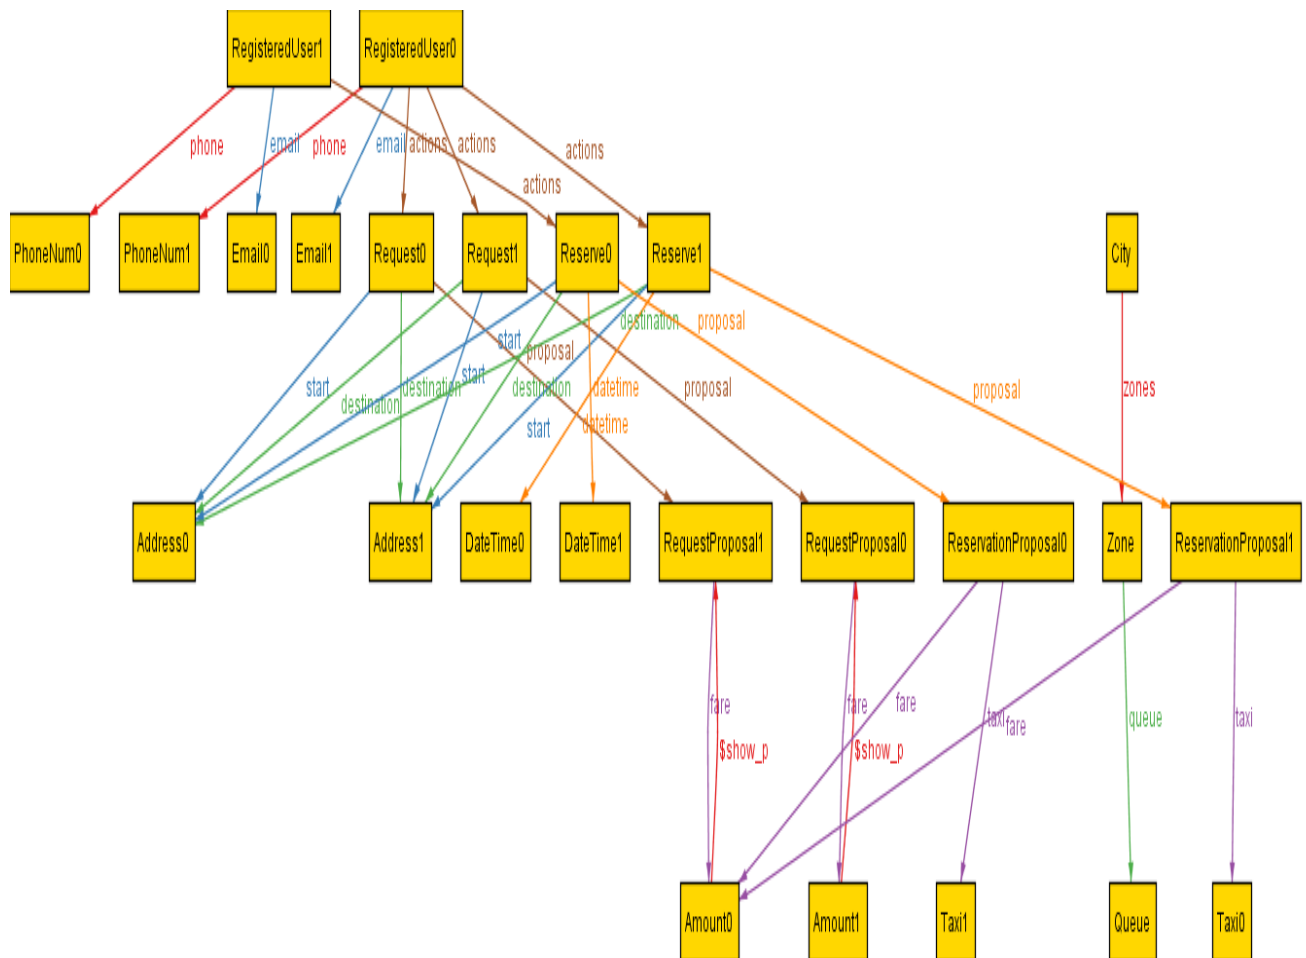 RegisteredUser1
RegisteredUser0
phone
email
phone
email
actions
actions
actions
actions
PhoneNum0
PhoneNum1
Email0
Email1
Request0
Request1
Reserve0
Reserve1
City
destination
proposal
start
proposal
start
start
destination
destination
destination
datetime
proposal
proposal
zones
datetime
start
Address0
Address1
DateTime0
DateTime1
RequestProposal1
RequestProposal0
ReservationProposal0
Zone
ReservationProposal1
fare
fare
fare
taxi
fare
queue
taxi
$show_p
$show_p
Amount0
Amount1
Taxi1
Queue
Taxi0